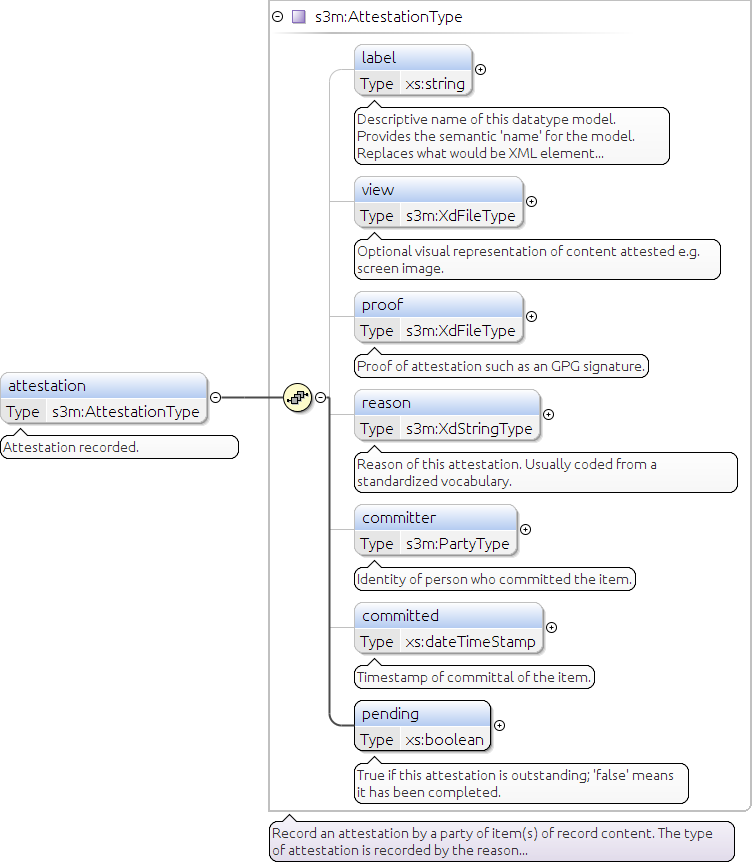 s3m:AttestationType
label
Type xs:string
Descriptive name of this datatype model.
Provides the semantic 'name' for the model.
Replaces what would be XML element...
view
Type s3m:XdFileType
Optional visual representation of content attested e.g.
screen image.
proof
Type s3m:XdFileType
Proof of attestation such as an GPG signature.
attestation
Type s3m:AttestationType
Attestation recorded.
reason
Type s3m:XdStringType
Reason of this attestation. Usually coded from a
standardized vocabulary.
committer
Type s3m:PartyType
Identity of person who committed the item.
committed
Type xs:dateTimeStamp
Timestamp of committal of the item.
pending
Type xs:boolean
True if this attestation is outstanding; 'false' means
it has been completed.
Record an attestation by a party of item(s) of record content. The type
of attestation is recorded by the reason...